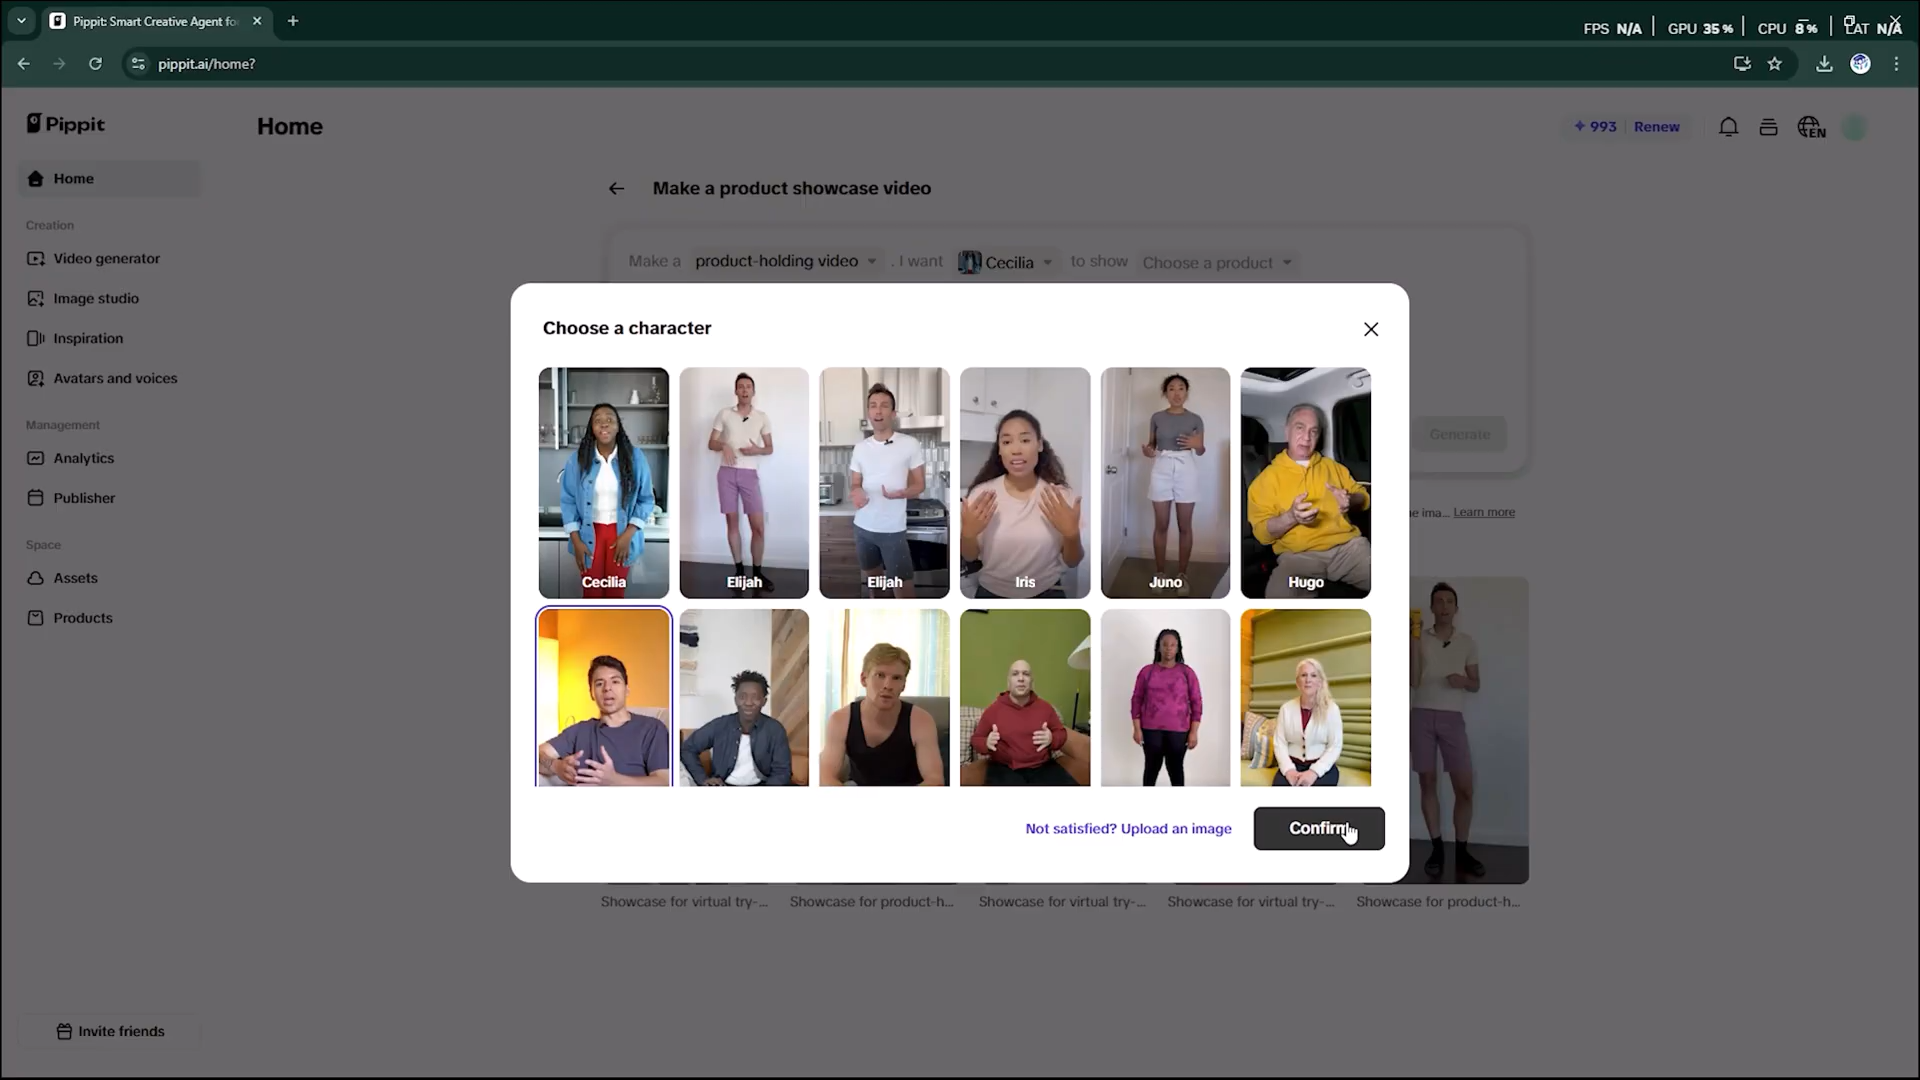 Pippit: Smart Creative Agent fo
FPS N/A GPU 35% CPU 8% LAT N/A
pippit.ai/home?
Pippit
Home
993 Renew
EN
Home
Creation
Video generator
Image studio
Inspiration
Avatars and voices
Management
Analytics
Publisher
Space
Assets
Products
Invite friends
Make a product showcase video
Make a product-holding video . I want Cecilia to show Choose a product
Generate
e ima... Learn more
Choose a character
Cecilia
Elijah
Elijah
Iris
Juno
Hugo
Not satisfied? Upload an image
Confirm
Showcase for virtual try-...
Showcase for product-h...
Showcase for virtual try-...
Showcase for virtual try-...
Showcase for product-h...